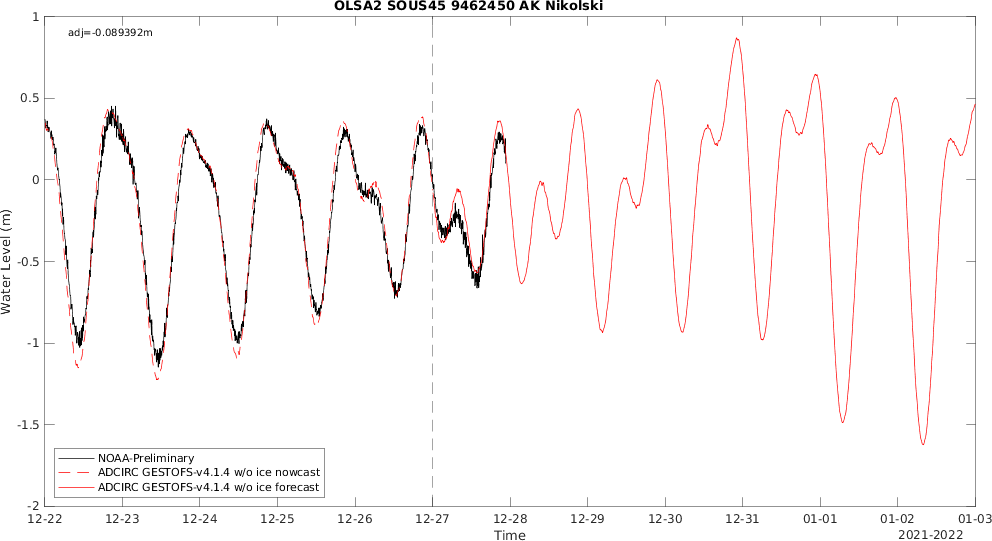 OLSA2 SOUS45 9462450 AK Nikolski
adj=-0.089392m
1
0.5
0
-0.5
-1
-1.5
-2
Water Level (m)
NOAA-Preliminary
ADCIRC GESTOFS-v4.1.4 w/o ice nowcast
ADCIRC GESTOFS-v4.1.4 w/o ice forecast
12-22 12-23 12-24 12-25 12-26 12-27 12-28 12-29 12-30 12-31 01-01 01-02 01-03
Time
2021-2022